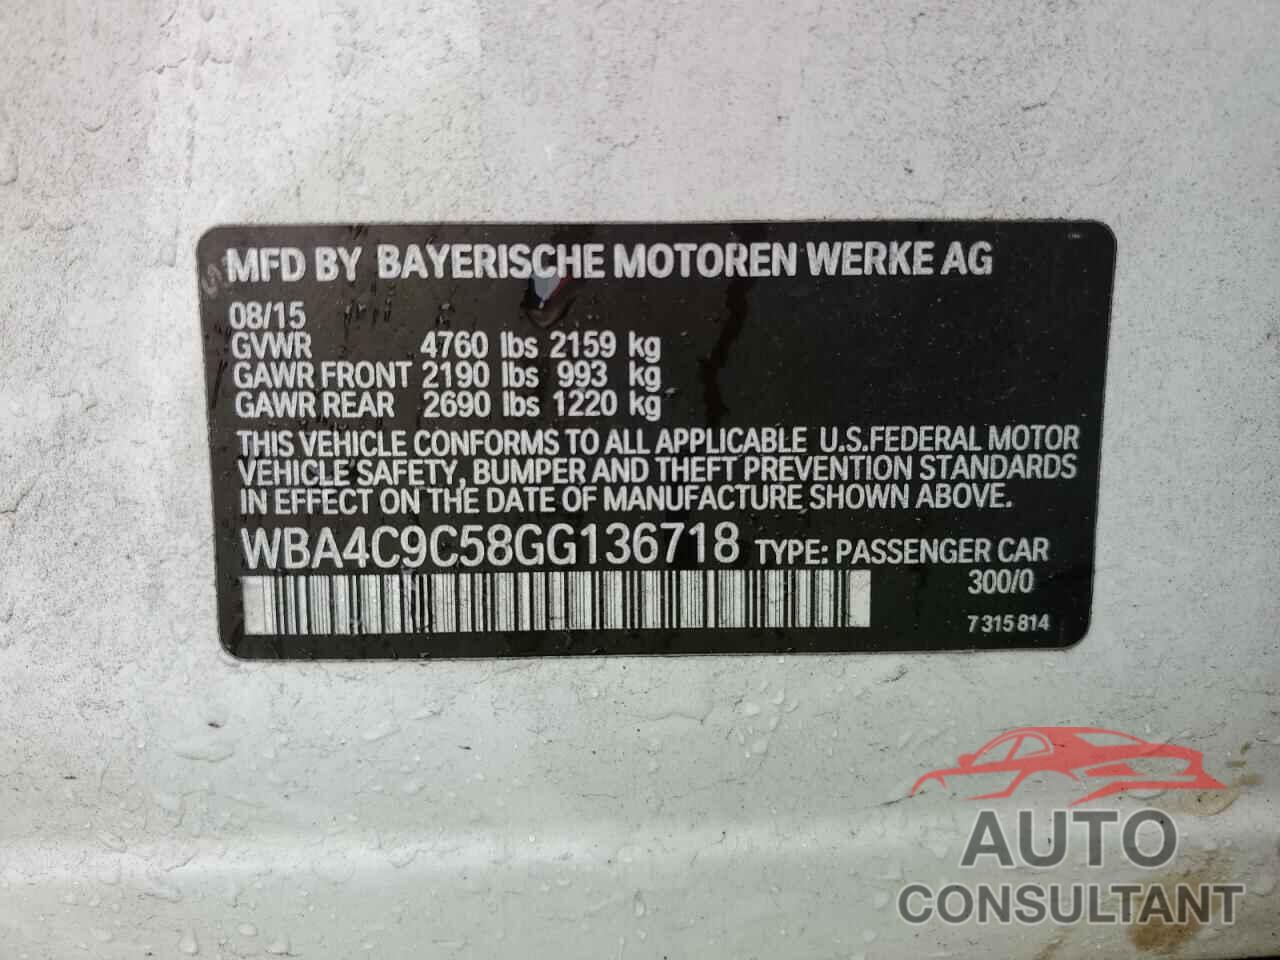 MFD BY BAYERISCHE MOTOREN WERKE AG
08/15
GVWR 4760 lbs 2159 kg
GAWR FRONT 2190 lbs 993 kg
GAWR REAR 2690 lbs 1220 kg
THIS VEHICLE CONFORMS TO ALL APPLICABLE U.S.FEDERAL MOTOR
VEHICLE SAFETY, BUMPER AND THEFT PREVENTION STANDARDS
IN EFFECT ON THE DATE OF MANUFACTURE SHOWN ABOVE.
WBA4C9C58GG136718 TYPE: PASSENGER CAR
300/0
7 315 814
AUTO
CONSULTANT